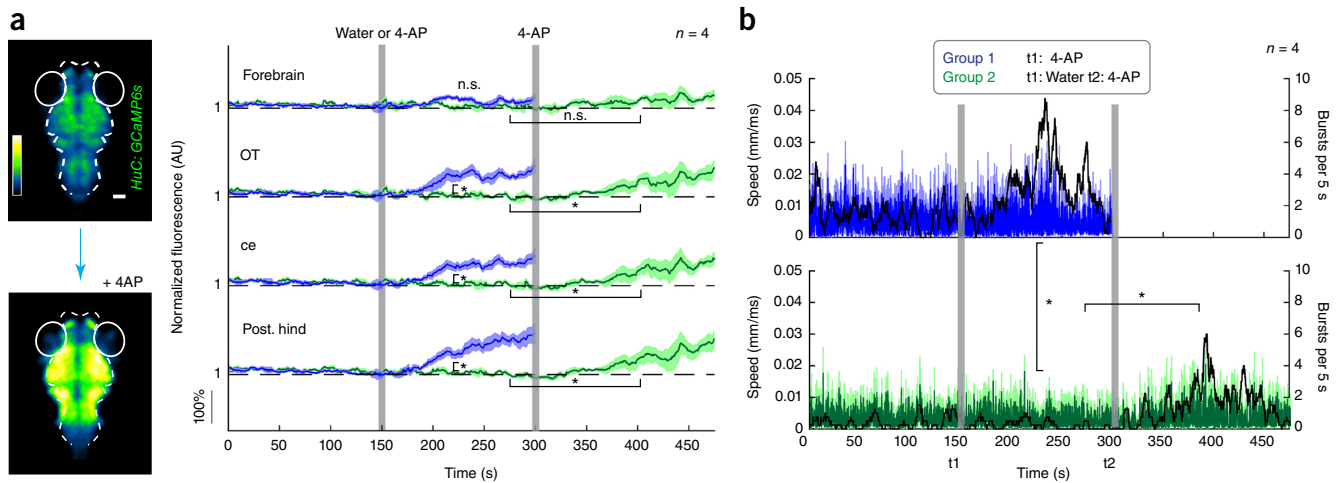 a
HuC: GCaMP6s
+ 4AP
Water or 4-AP
4-AP
n = 4
Normalized fluorescence (AU)
Forebrain
n.s.
1
n.s.
OT
1
*
*
ce
1
*
*
Post. hind
1
*
*
100%
0 50 100 150 200 250 300 350 400 450
Time (s)
b
Group 1 t1: 4-AP
Group 2 t1: Water t2: 4-AP
n = 4
Speed (mm/ms)
0.05
0.04
0.03
0.02
0.01
0
10
8
6
4
2
0
Bursts per 5 s
*
*
Speed (mm/ms)
0.05
0.04
0.03
0.02
0.01
0
10
8
6
4
2
0
Bursts per 5 s
0 50 100 150 200 250 300 350 400 450
t1 Time (s) t2